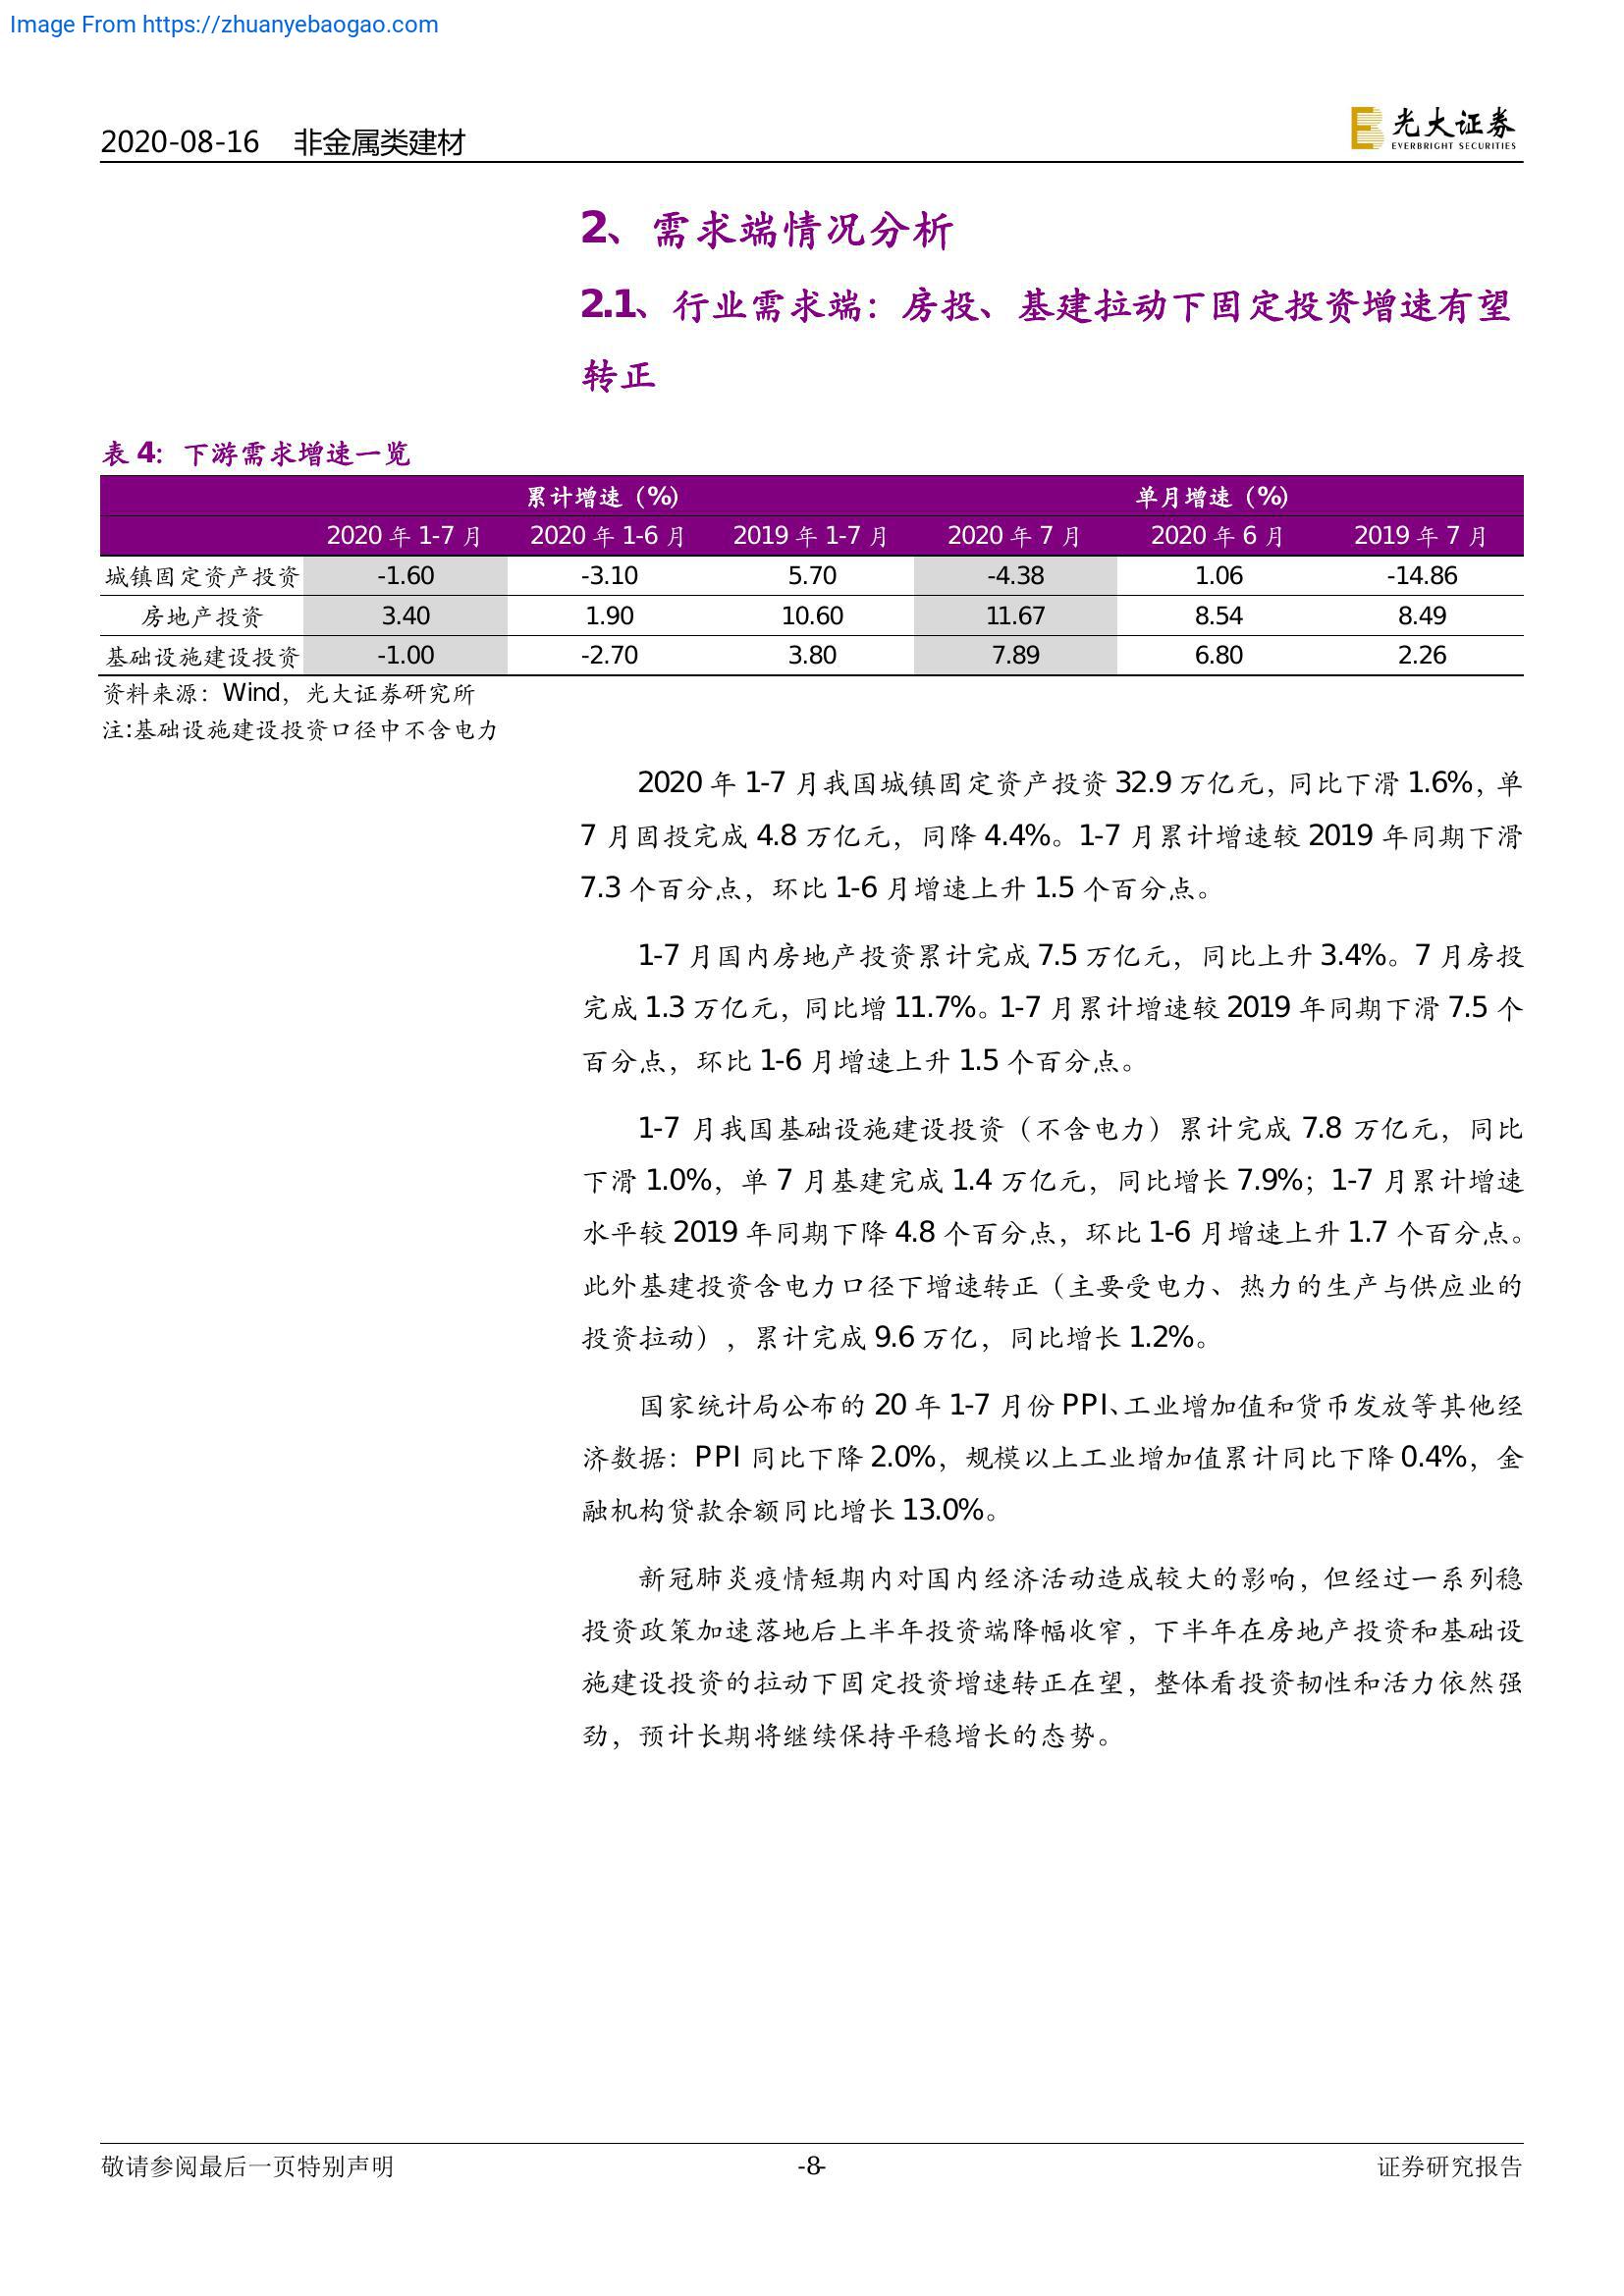 Image From https://zhuanyebaogao.com
2020-08-16 非金属类建材
光大证券
EVERBRIGHT SECURITIES
2、需求端情况分析
2.1、行业需求端：房投、基建拉动下固定投资增速有望
转正
表 4：下游需求增速一览
累计增速（%） 单月增速（%）
2020 年 1-7 月 2020 年 1-6 月 2019 年 1-7 月 2020 年 7 月 2020 年 6 月 2019 年 7 月
城镇固定资产投资 -1.60 -3.10 5.70 -4.38 1.06 -14.86
房地产投资 3.40 1.90 10.60 11.67 8.54 8.49
基础设施建设投资 -1.00 -2.70 3.80 7.89 6.80 2.26
资料来源：Wind，光大证券研究所
注:基础设施建设投资口径中不含电力
2020 年 1-7 月我国城镇固定资产投资 32.9 万亿元，同比下滑 1.6%，单
7 月固投完成 4.8 万亿元，同降 4.4%。1-7 月累计增速较 2019 年同期下滑
7.3 个百分点，环比 1-6 月增速上升 1.5 个百分点。
1-7 月国内房地产投资累计完成 7.5 万亿元，同比上升 3.4%。7 月房投
完成 1.3 万亿元，同比增 11.7%。1-7 月累计增速较 2019 年同期下滑 7.5 个
百分点，环比 1-6 月增速上升 1.5 个百分点。
1-7 月我国基础设施建设投资（不含电力）累计完成 7.8 万亿元，同比
下滑 1.0%，单 7 月基建完成 1.4 万亿元，同比增长 7.9%；1-7 月累计增速
水平较 2019 年同期下降 4.8 个百分点，环比 1-6 月增速上升 1.7 个百分点。
此外基建投资含电力口径下增速转正（主要受电力、热力的生产与供应业的
投资拉动），累计完成 9.6 万亿，同比增长 1.2%。
国家统计局公布的 20 年 1-7 月份 PPI、工业增加值和货币发放等其他经
济数据：PPI 同比下降 2.0%，规模以上工业增加值累计同比下降 0.4%，金
融机构贷款余额同比增长 13.0%。
新冠肺炎疫情短期内对国内经济活动造成较大的影响，但经过一系列稳
投资政策加速落地后上半年投资端降幅收窄，下半年在房地产投资和基础设
施建设投资的拉动下固定投资增速转正在望，整体看投资韧性和活力依然强
劲，预计长期将继续保持平稳增长的态势。
敬请参阅最后一页特别声明 -8- 证券研究报告